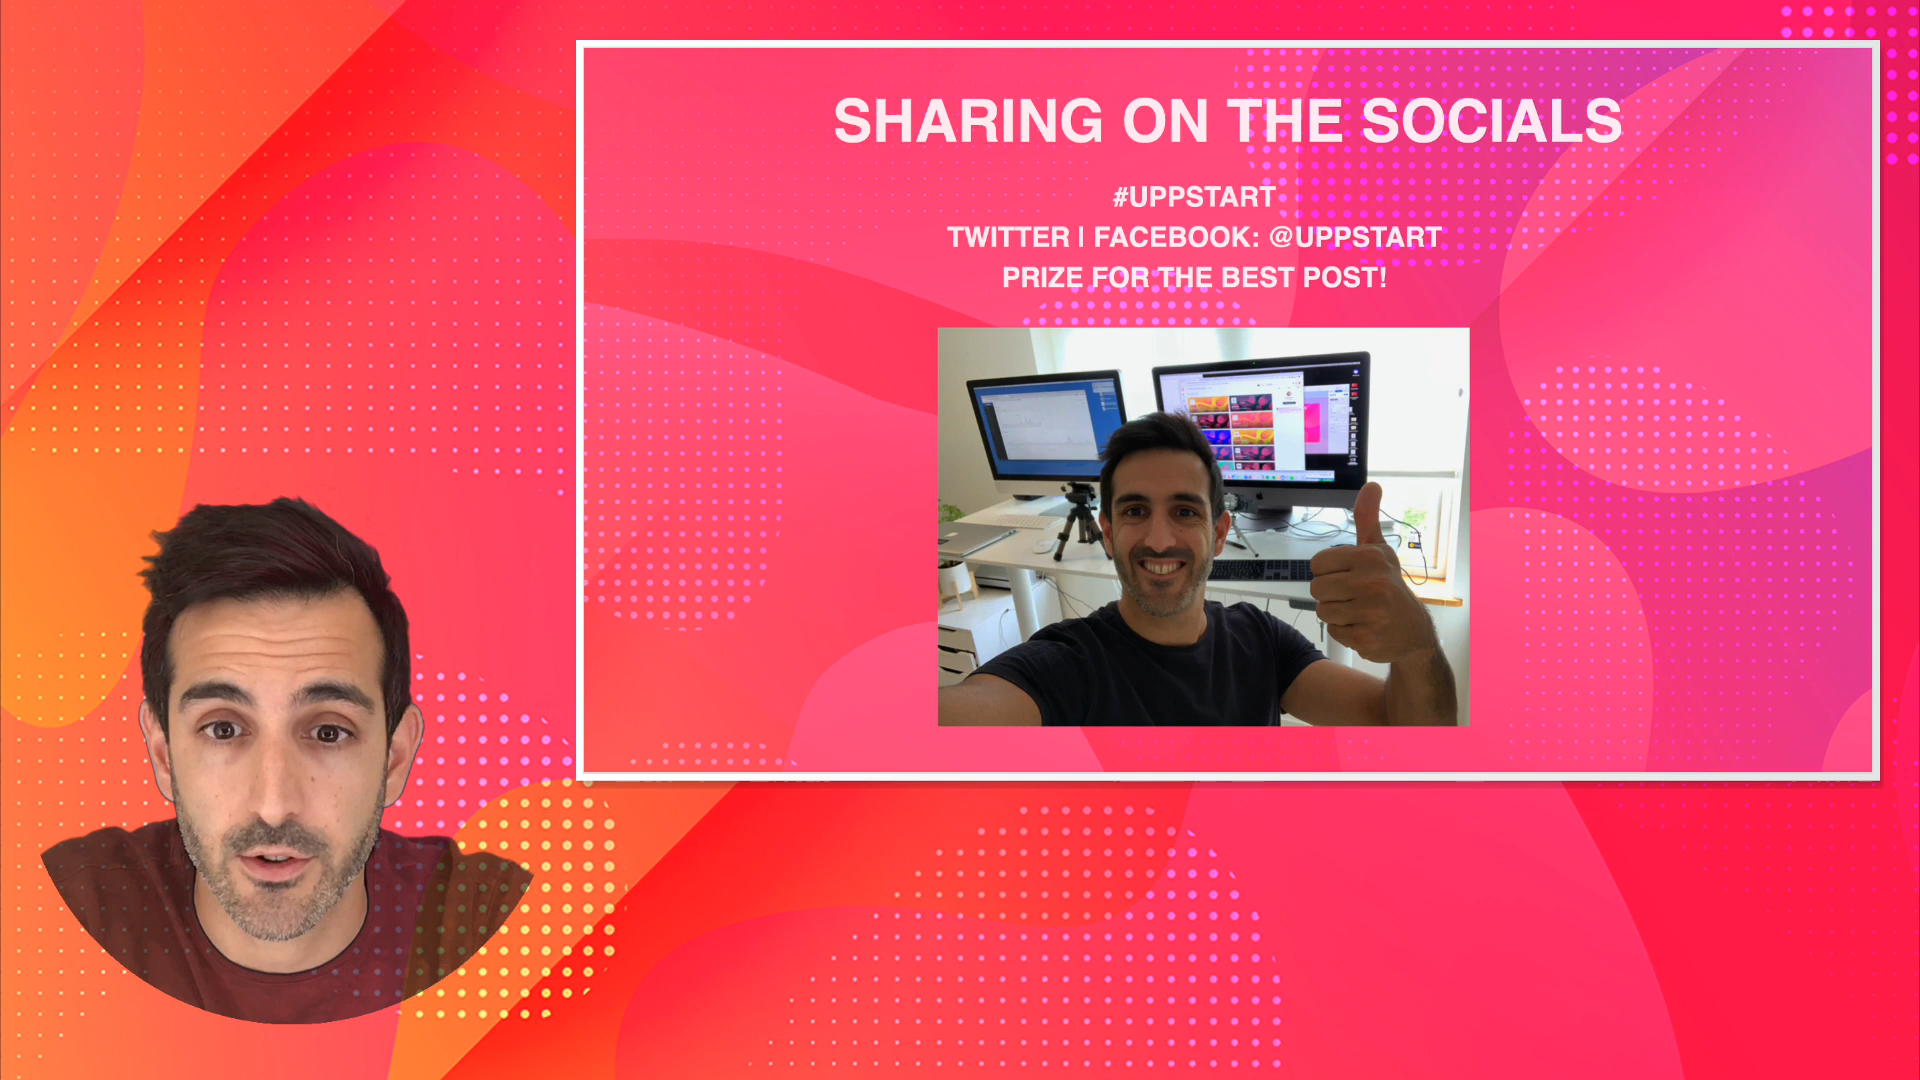 SHARING ON THE SOCIALS
#UPPSTART
TWITTER | FACEBOOK: @UPPSTART
PRIZE FOR THE BEST POST!